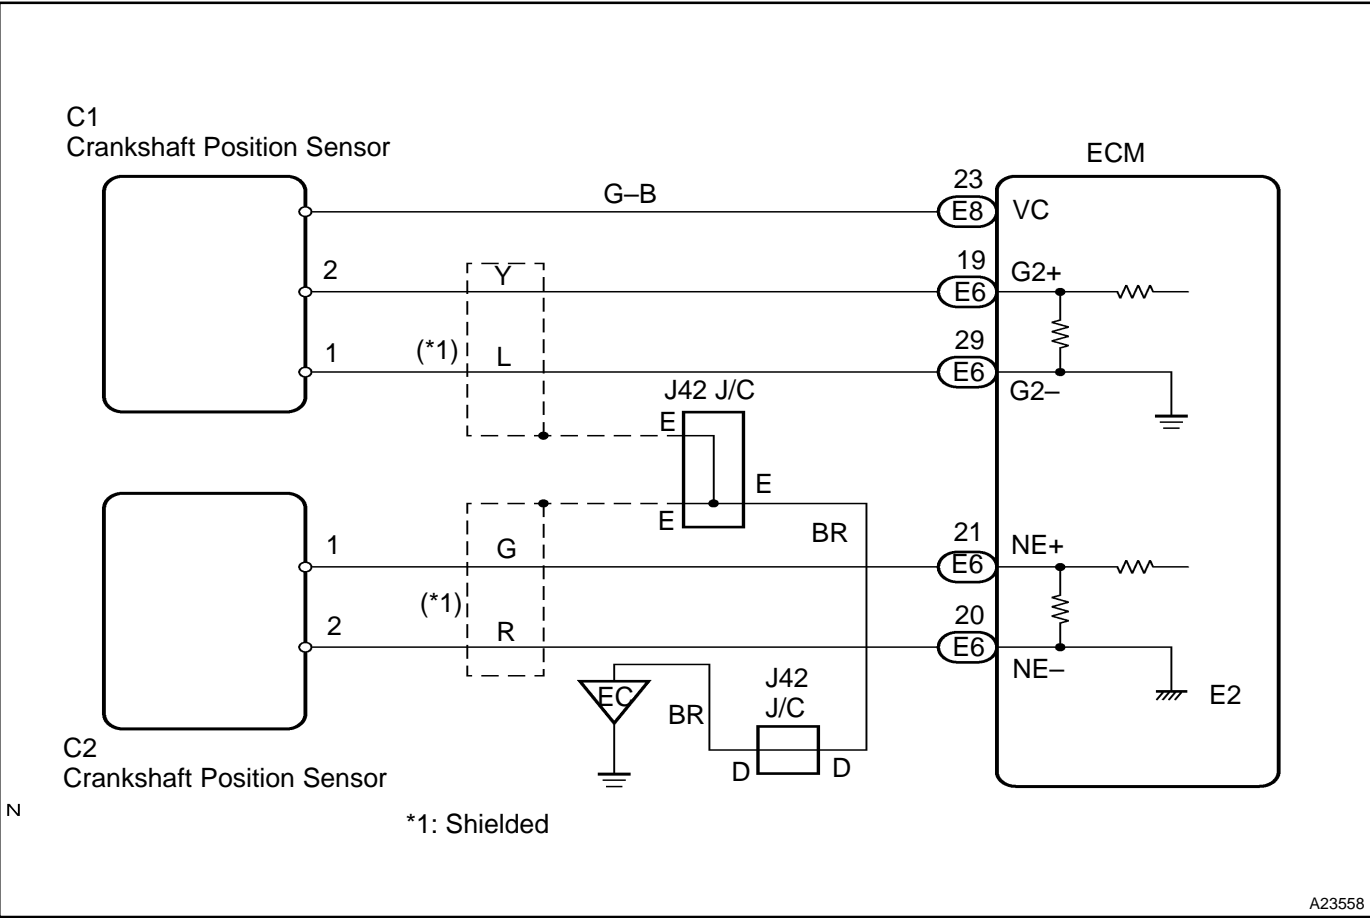 C1
Crankshaft Position Sensor
ECM
G–B
23
E8
VC
2
Y
19
E6
G2+
1
(*1)
L
29
E6
G2–
J42 J/C
E
E
E
BR
1
G
21
E6
NE+
(*1)
2
R
20
E6
NE–
EC
BR
J42
J/C
D
D
E2
C2
Crankshaft Position Sensor
N
*1: Shielded
A23558